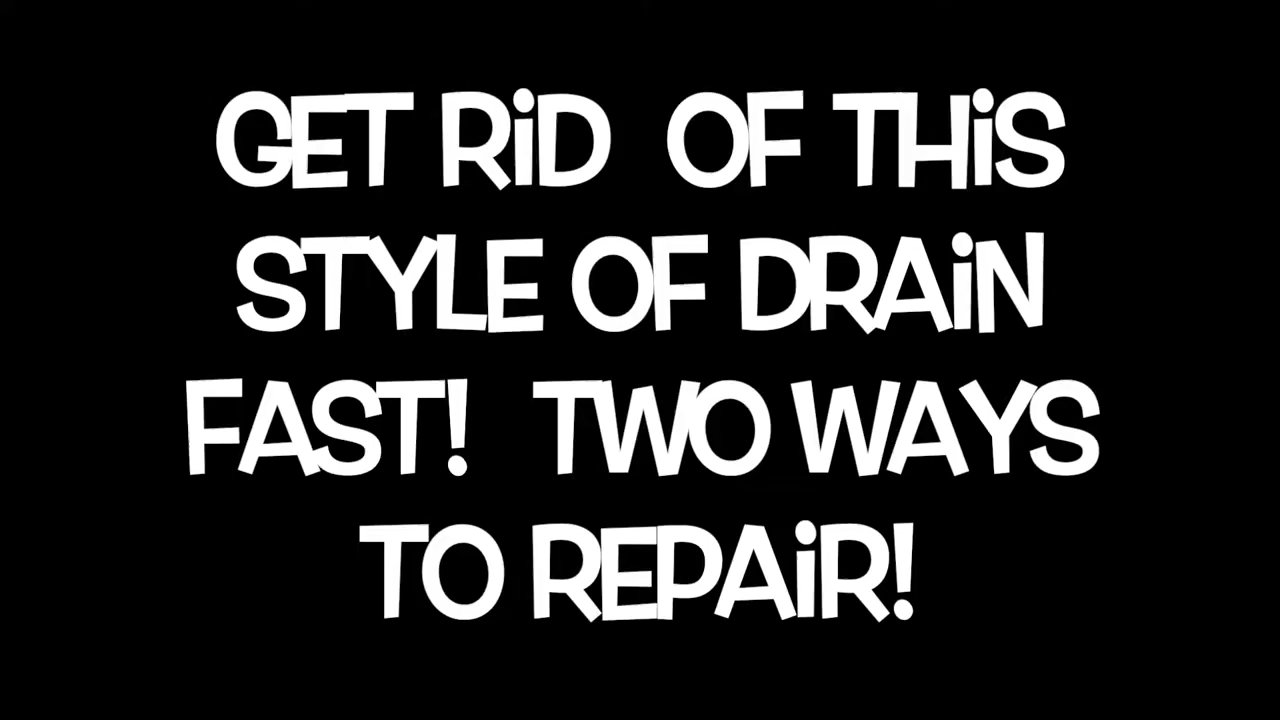 GET RiD  OF THiS
STYLE OF DRAiN
FAST!  TWO WAYS
TO REPAiR!